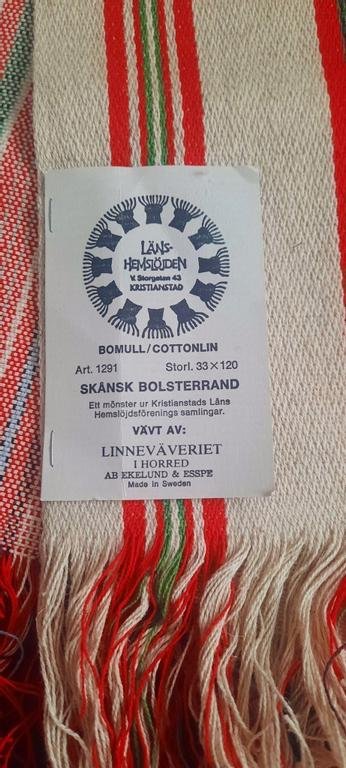 LÄNS-
HEMSLÖJDEN
V. Storgatan 43
KRISTIANSTAD
BOMULL/COTTONLIN
Art. 1291 Storl. 33×120
SKÅNSK BOLSTERRAND
Ett mönster ur Kristianstads Läns
Hemslöjdsförenings samlingar.
VÄVT AV:
LINNEVÄVERIET
I HORRED
AB EKELUND & ESSPE
Made in Sweden